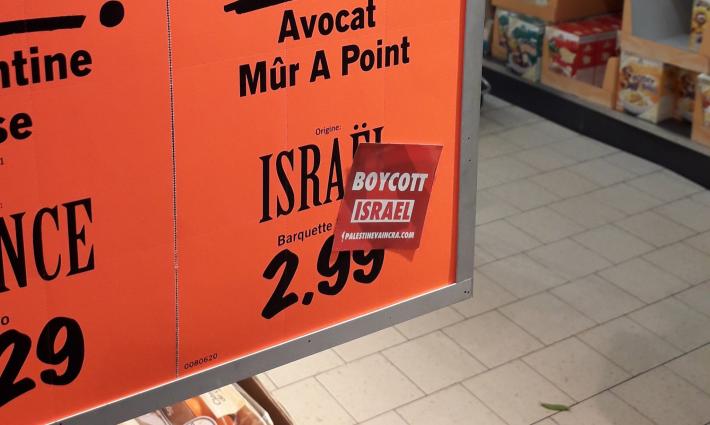 ntine
se
NCE
29
Avocat
Mûr A Point
Origine:
ISRAËL
Barquette
2.99
BOYCOTT
ISRAEL
PALESTINEVAINCRA.COM
0080620